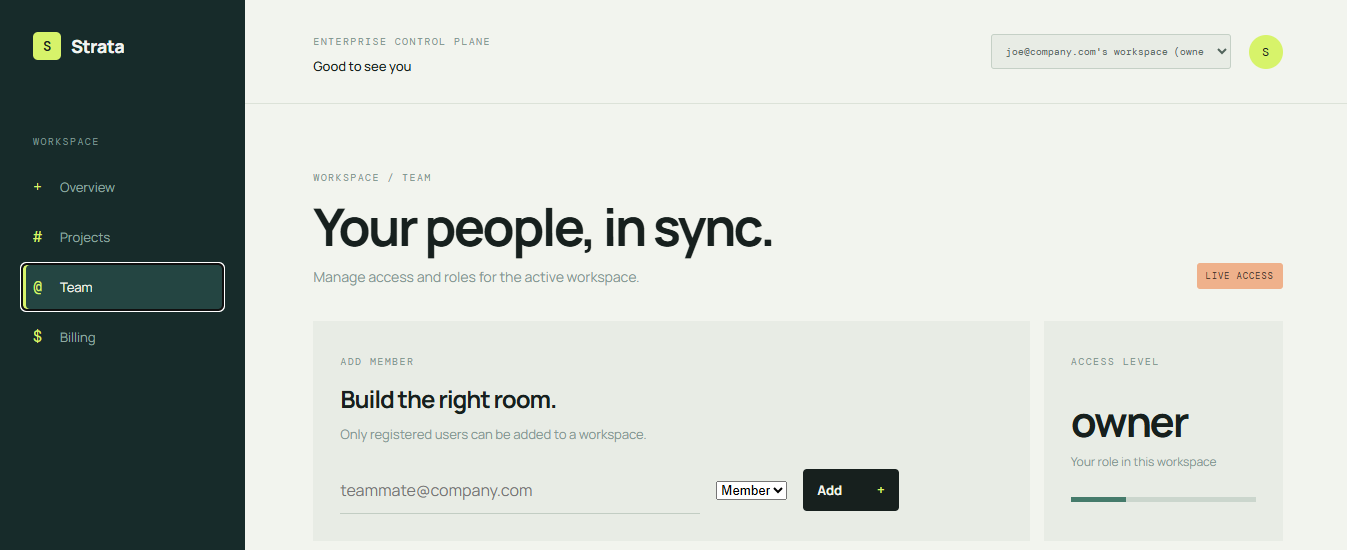 S Strata
WORKSPACE
+ Overview
# Projects
@ Team
$ Billing
ENTERPRISE CONTROL PLANE
Good to see you
joe@company.com's workspace (owne
S
WORKSPACE / TEAM
Your people, in sync.
Manage access and roles for the active workspace.
LIVE ACCESS
ADD MEMBER
Build the right room.
Only registered users can be added to a workspace.
teammate@company.com
Member
Add +
ACCESS LEVEL
owner
Your role in this workspace